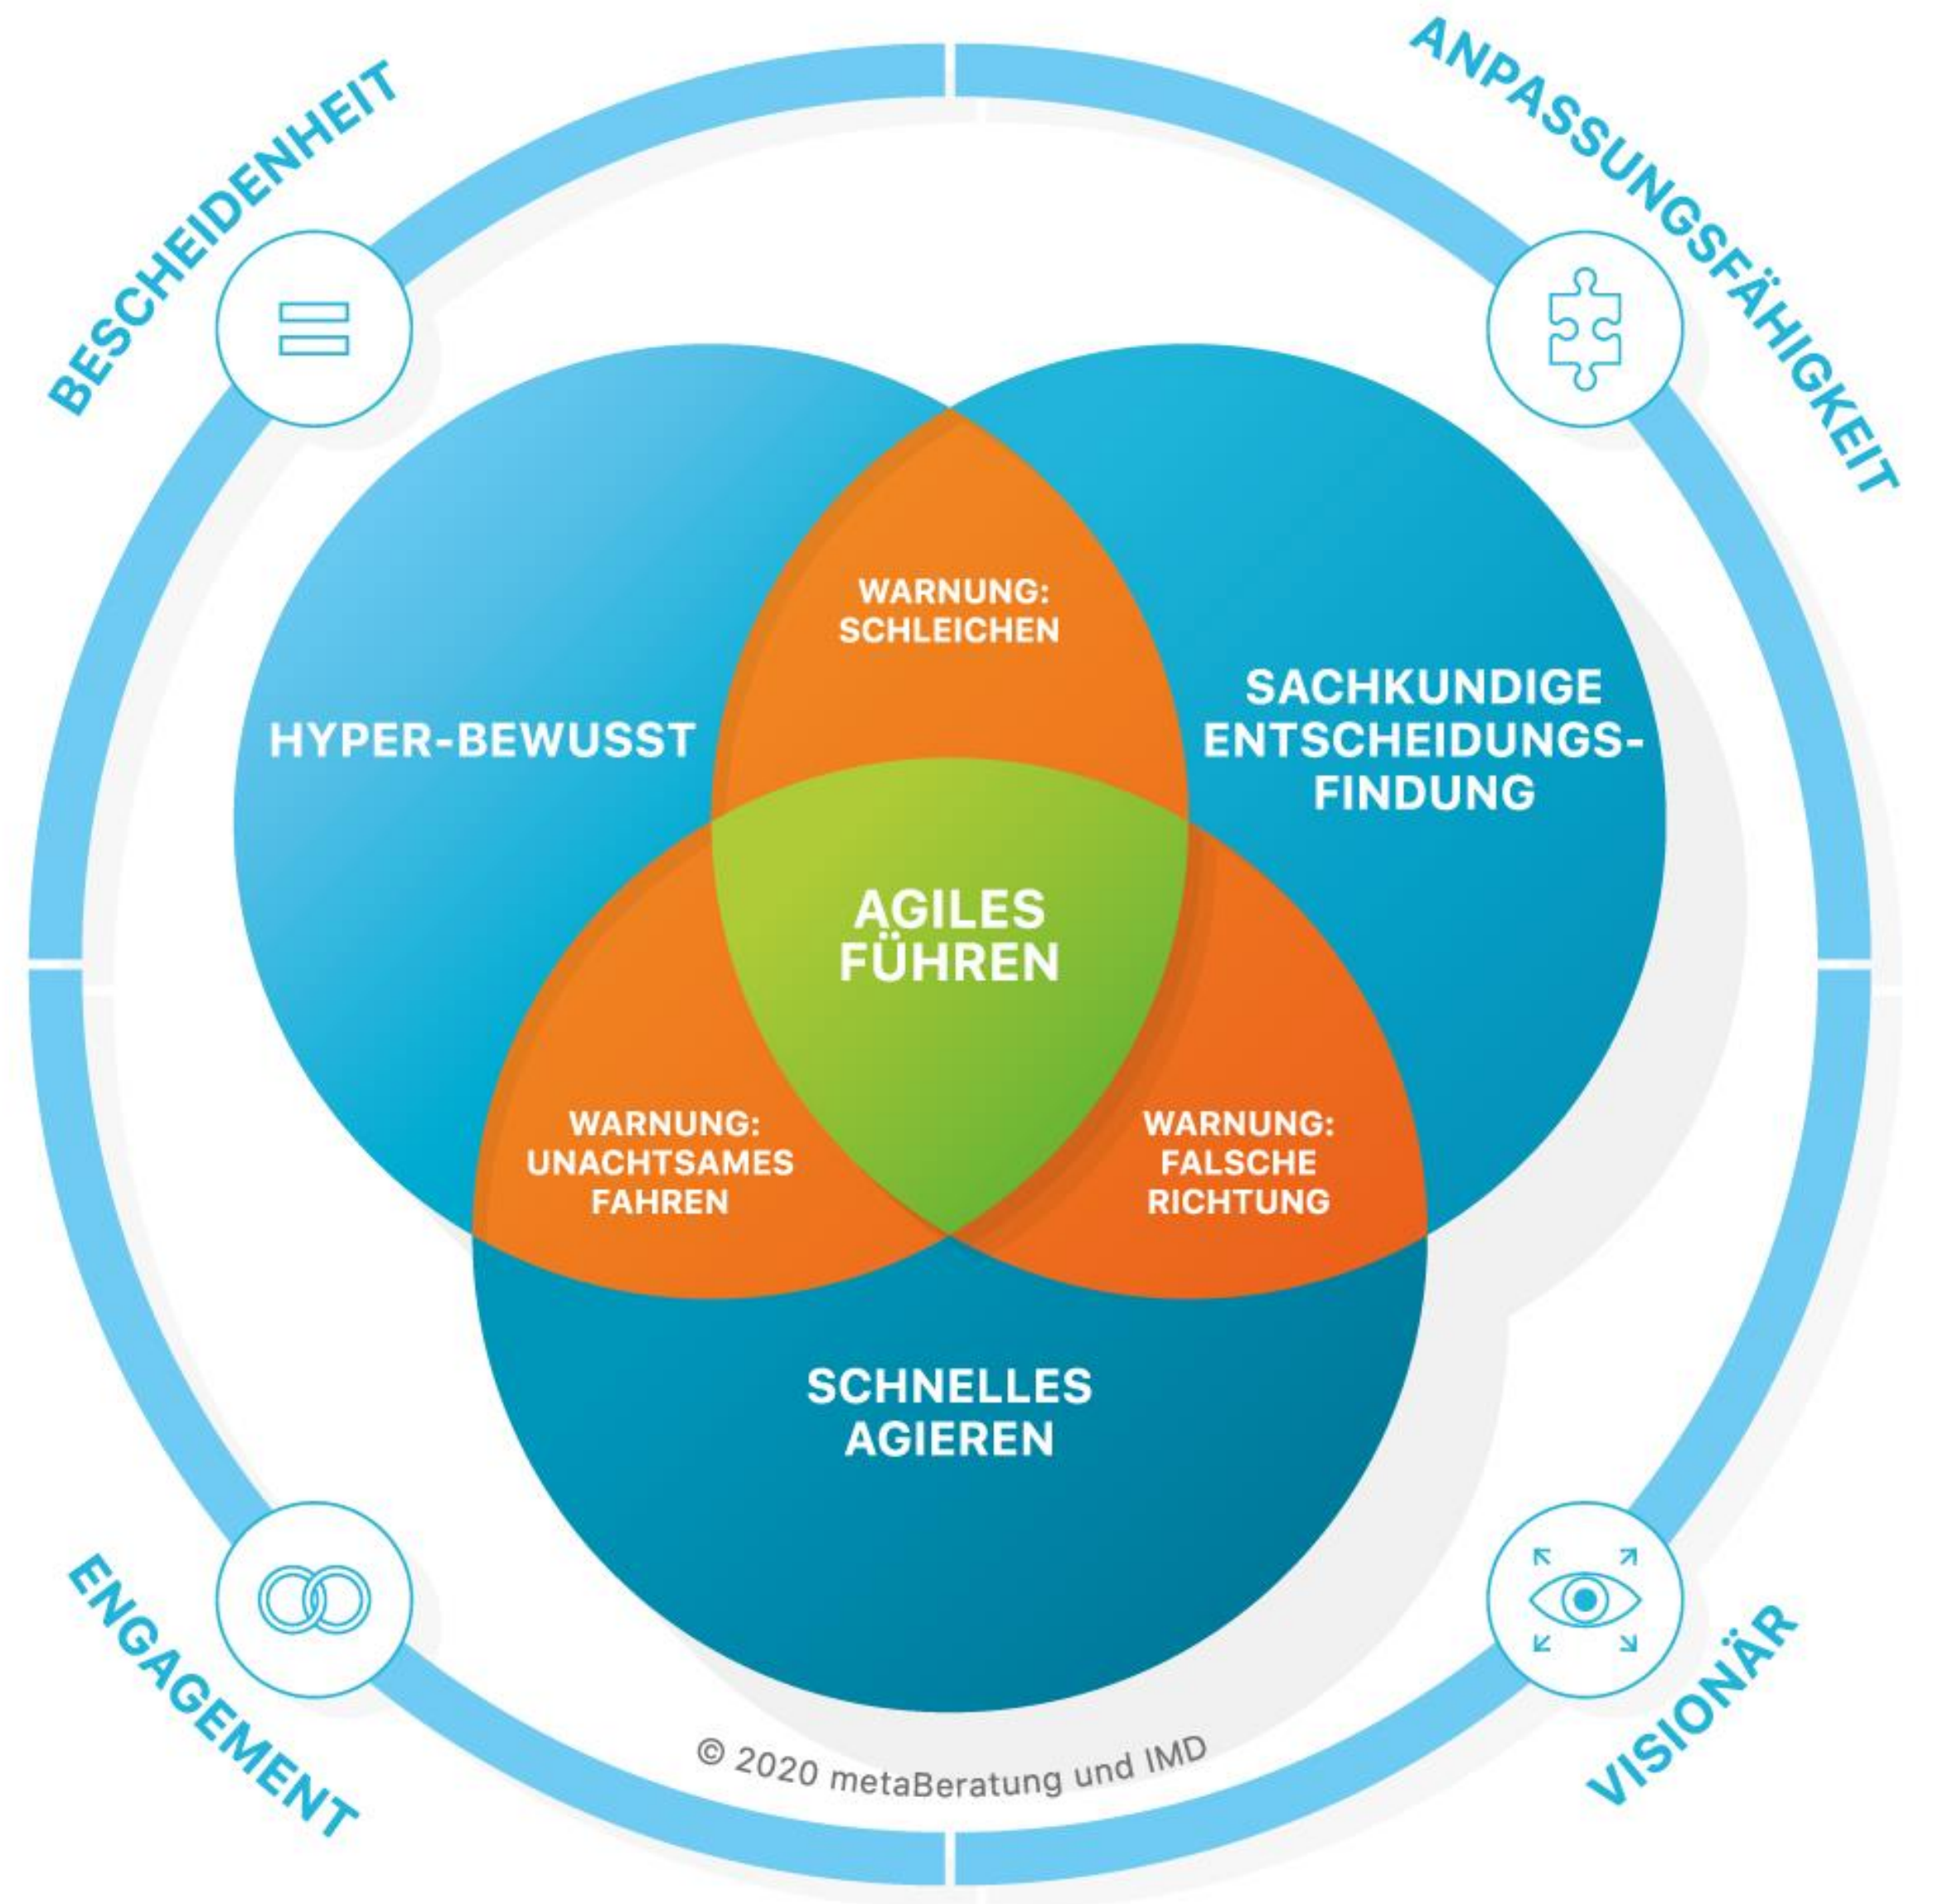 BESCHEIDENHEIT
ANPASSUNGSFÄHIGKEIT
WARNUNG:
SCHLEICHEN
HYPER-BEWUSST
SACHKUNDIGE
ENTSCHEIDUNGS-
FINDUNG
AGILES
FÜHREN
WARNUNG:
UNACHTSAMES
FAHREN
WARNUNG:
FALSCHE
RICHTUNG
SCHNELLES
AGIEREN
ENGAGEMENT
VISIONÄR
© 2020 metaBeratung und IMD